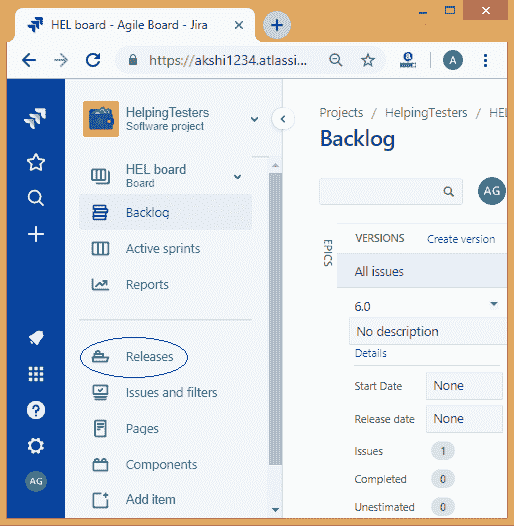 HEL board - Agile Board - Jira
https://akshi1234.atlassi...
A
HelpingTesters
Software project
HEL board
Board
Backlog
Active sprints
Reports
Releases
Issues and filters
Pages
Components
Add item
AG
Projects / HelpingTesters / HEL
Backlog
AG
EPICS
VERSIONS Create version
All issues
6.0
No description
Details
Start Date None
Release date None
Issues 1
Completed 0
Unestimated 0